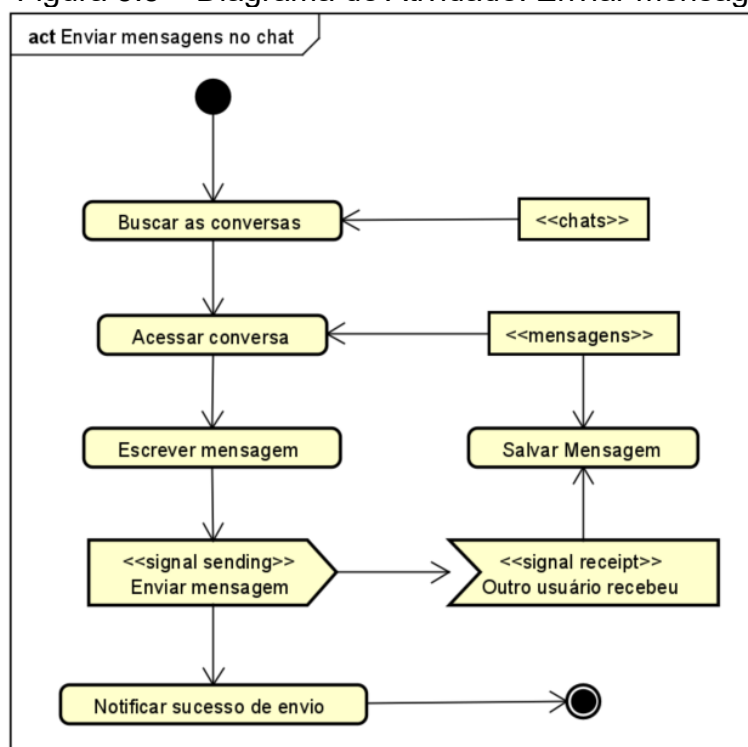 act Enviar mensagens no chat
Buscar as conversas
<<chats>>
Acessar conversa
<<mensagens>>
Escrever mensagem
Salvar Mensagem
<<signal sending>>
Enviar mensagem
<<signal receipt>>
Outro usuário recebeu
Notificar sucesso de envio